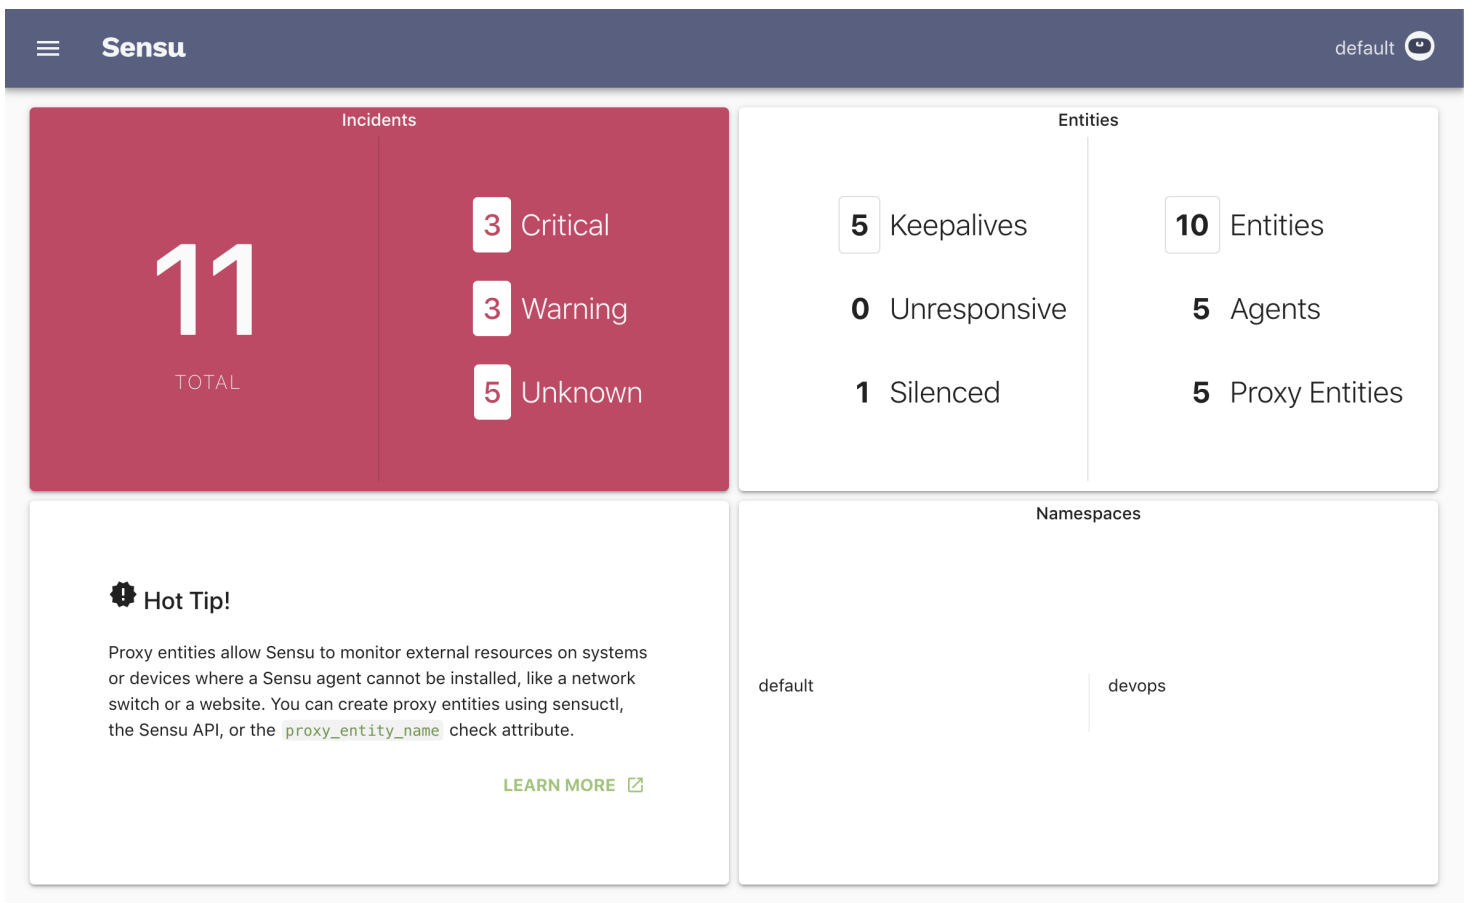 Sensu
default
Incidents
11
TOTAL
3 Critical
3 Warning
5 Unknown
Entities
5 Keepalives
0 Unresponsive
1 Silenced
10 Entities
5 Agents
5 Proxy Entities
Hot Tip!
Proxy entities allow Sensu to monitor external resources on systems
or devices where a Sensu agent cannot be installed, like a network
switch or a website. You can create proxy entities using sensuctl,
the Sensu API, or the proxy_entity_name check attribute.
LEARN MORE
Namespaces
default
devops